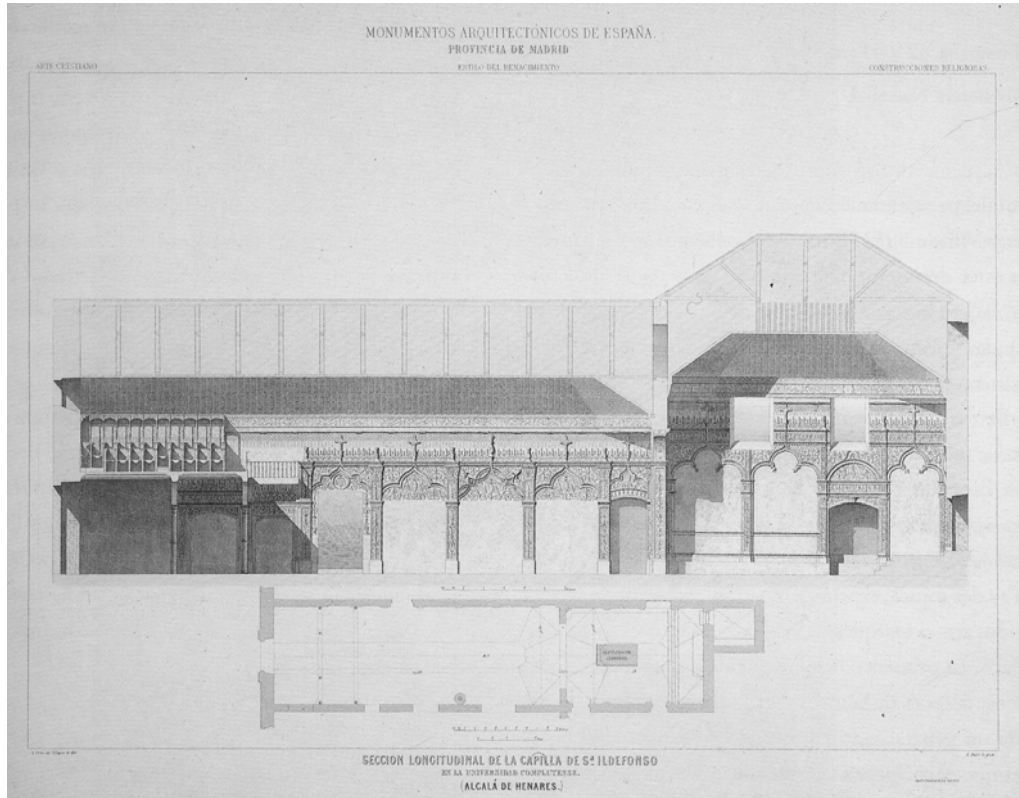 MONUMENTOS ARQUITECTÓNICOS DE ESPAÑA.
PROVINCIA DE MADRID
ARTE CRISTIANO
ESTILO DEL RENACIMIENTO
CONSTRUCCIONES RELIGIOSAS.
SECCION LONGITUDINAL DE LA CAPILLA DE Sⁿ ILDEFONSO
EN LA UNIVERSIDAD COMPLUTENSE.
(ALCALÁ DE HENARES.)